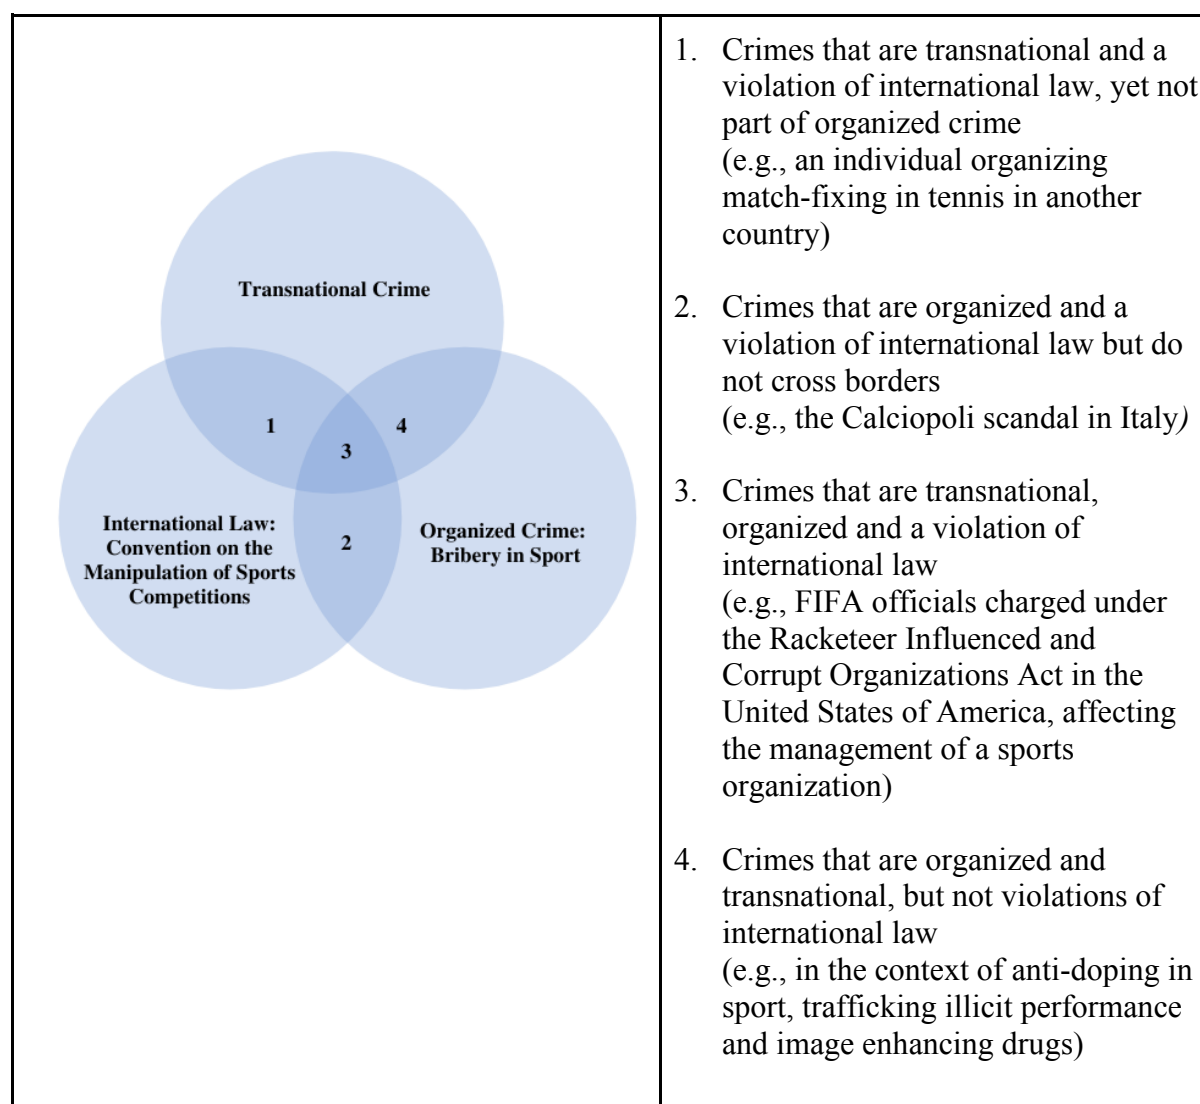 Transnational Crime
1
4
3
International Law:
Convention on the
Manipulation of Sports
Competitions
2
Organized Crime:
Bribery in Sport
1. Crimes that are transnational and a
violation of international law, yet not
part of organized crime
(e.g., an individual organizing
match-fixing in tennis in another
country)
2. Crimes that are organized and a
violation of international law but do
not cross borders
(e.g., the Calciopoli scandal in Italy)
3. Crimes that are transnational,
organized and a violation of
international law
(e.g., FIFA officials charged under
the Racketeer Influenced and
Corrupt Organizations Act in the
United States of America, affecting
the management of a sports
organization)
4. Crimes that are organized and
transnational, but not violations of
international law
(e.g., in the context of anti-doping in
sport, trafficking illicit performance
and image enhancing drugs)